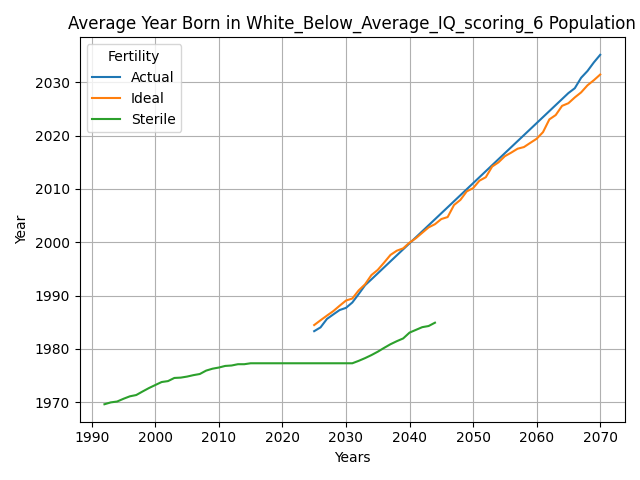 Average Year Born in White_Below_Average_IQ_scoring_6 Population
Fertility
Actual
Ideal
Sterile
Year
2030
2020
2010
2000
1990
1980
1970
1990 2000 2010 2020 2030 2040 2050 2060 2070
Years